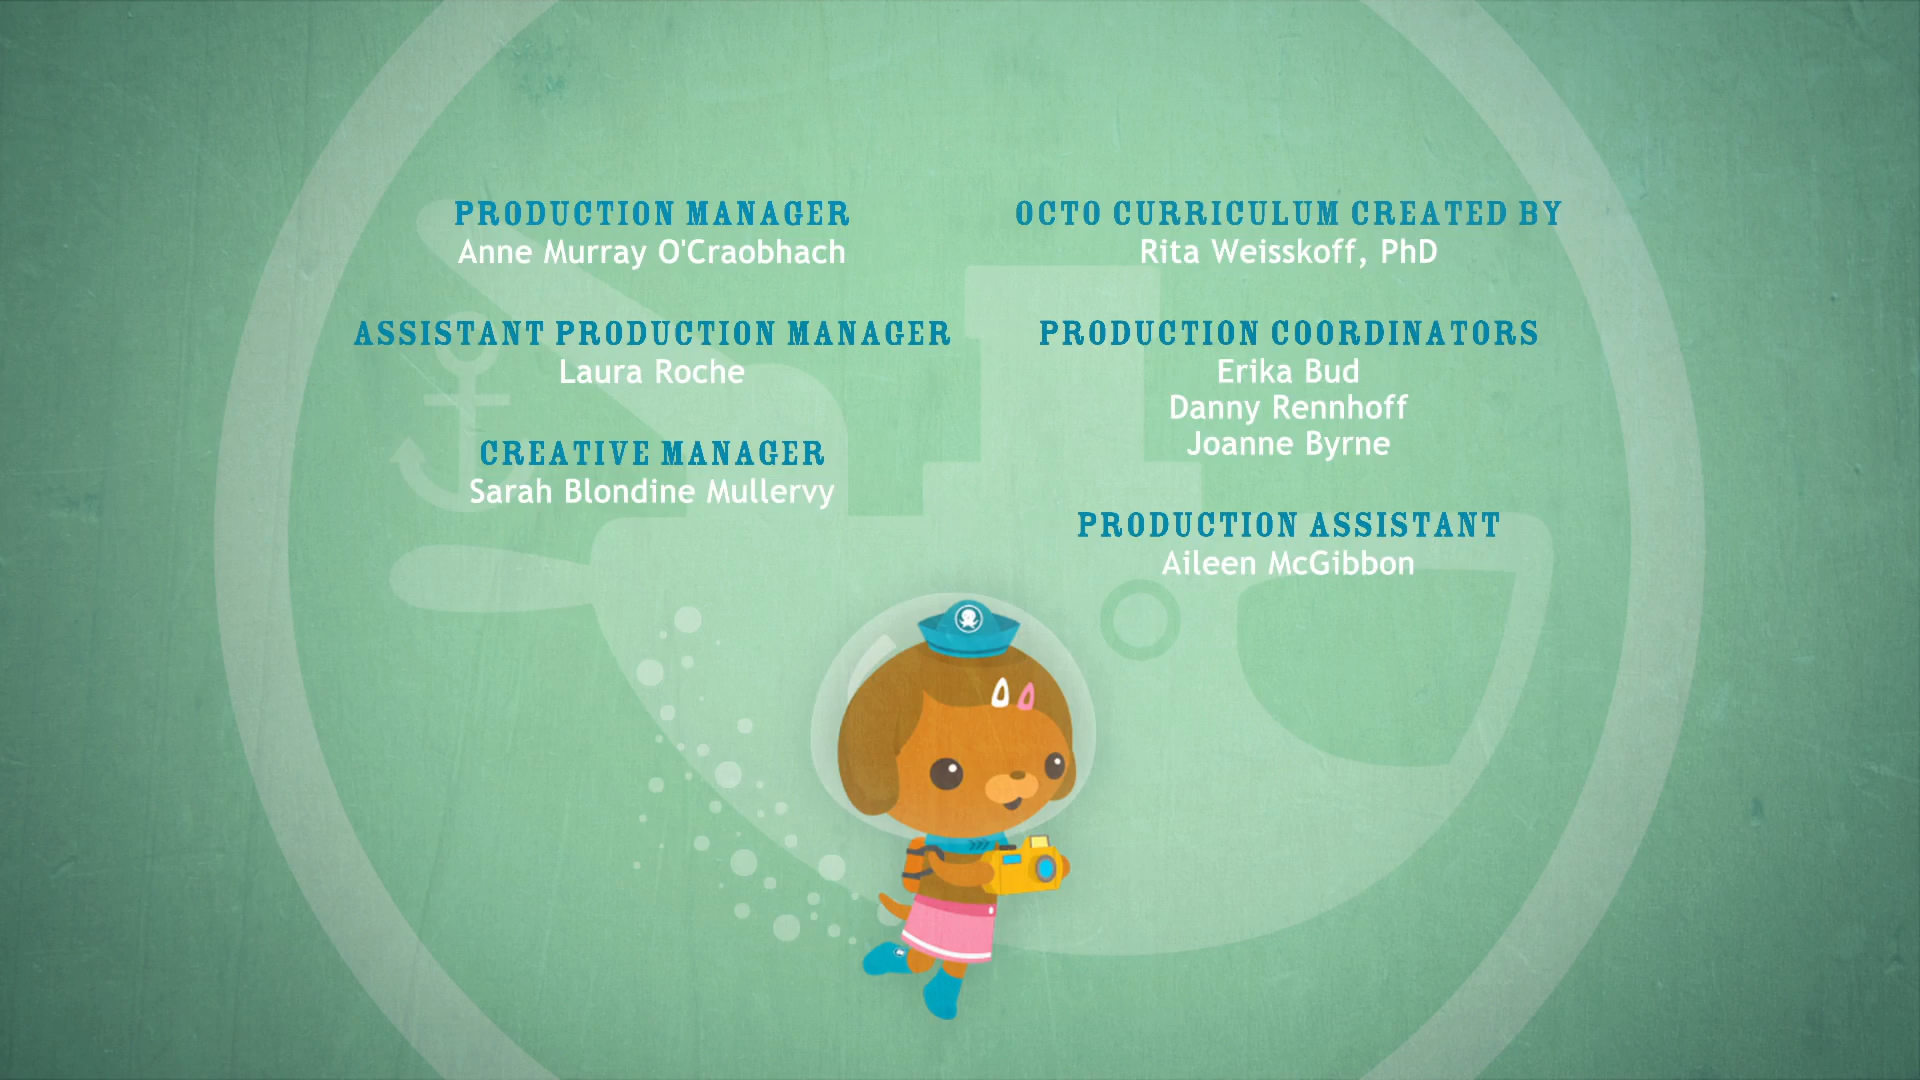 PRODUCTION MANAGER
Anne Murray O'Craobhach
ASSISTANT PRODUCTION MANAGER
Laura Roche
CREATIVE MANAGER
Sarah Blondine Mullervy
OCTO CURRICULUM CREATED BY
Rita Weisskoff, PhD
PRODUCTION COORDINATORS
Erika Bud
Danny Rennhoff
Joanne Byrne
PRODUCTION ASSISTANT
Aileen McGibbon